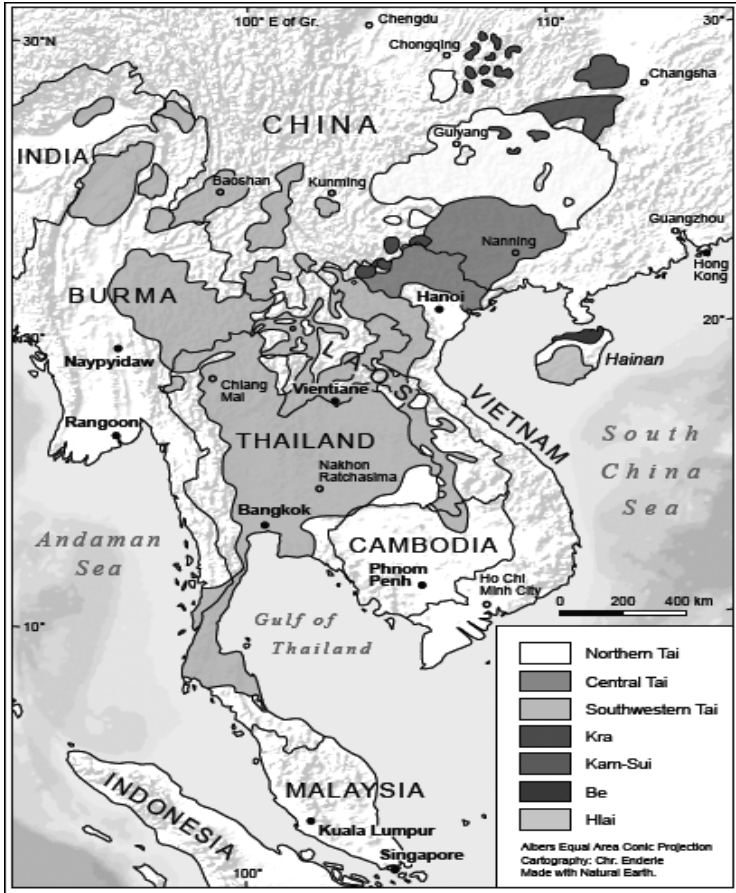 100° E of Gr.
110°
30°
30°N
Chengdu
Chongqing
Changsha
CHINA
Guiyang
INDIA
Baoshan
Kunming
Guangzhou
Nanning
Hong
Kong
BURMA
Hanoi
20°
Naypyidaw
LAOS
Hainan
Chiang
Mai
Vientiane
VIETNAM
Rangoon
THAILAND
South
China
Sea
Nakhon
Ratchasima
Bangkok
Andaman
Sea
CAMBODIA
Phnom
Penh
Ho Chi
Minh City
0 200 400 km
Gulf of
Thailand
10°
Northern Tai
Central Tai
Southwestern Tai
Kra
Kam-Sui
Be
Hlai
MALAYSIA
INDONESIA
Kuala Lumpur
Singapore
100°
Albers Equal Area Conic Projection
Cartography: Chr. Enderle
Made with Natural Earth.